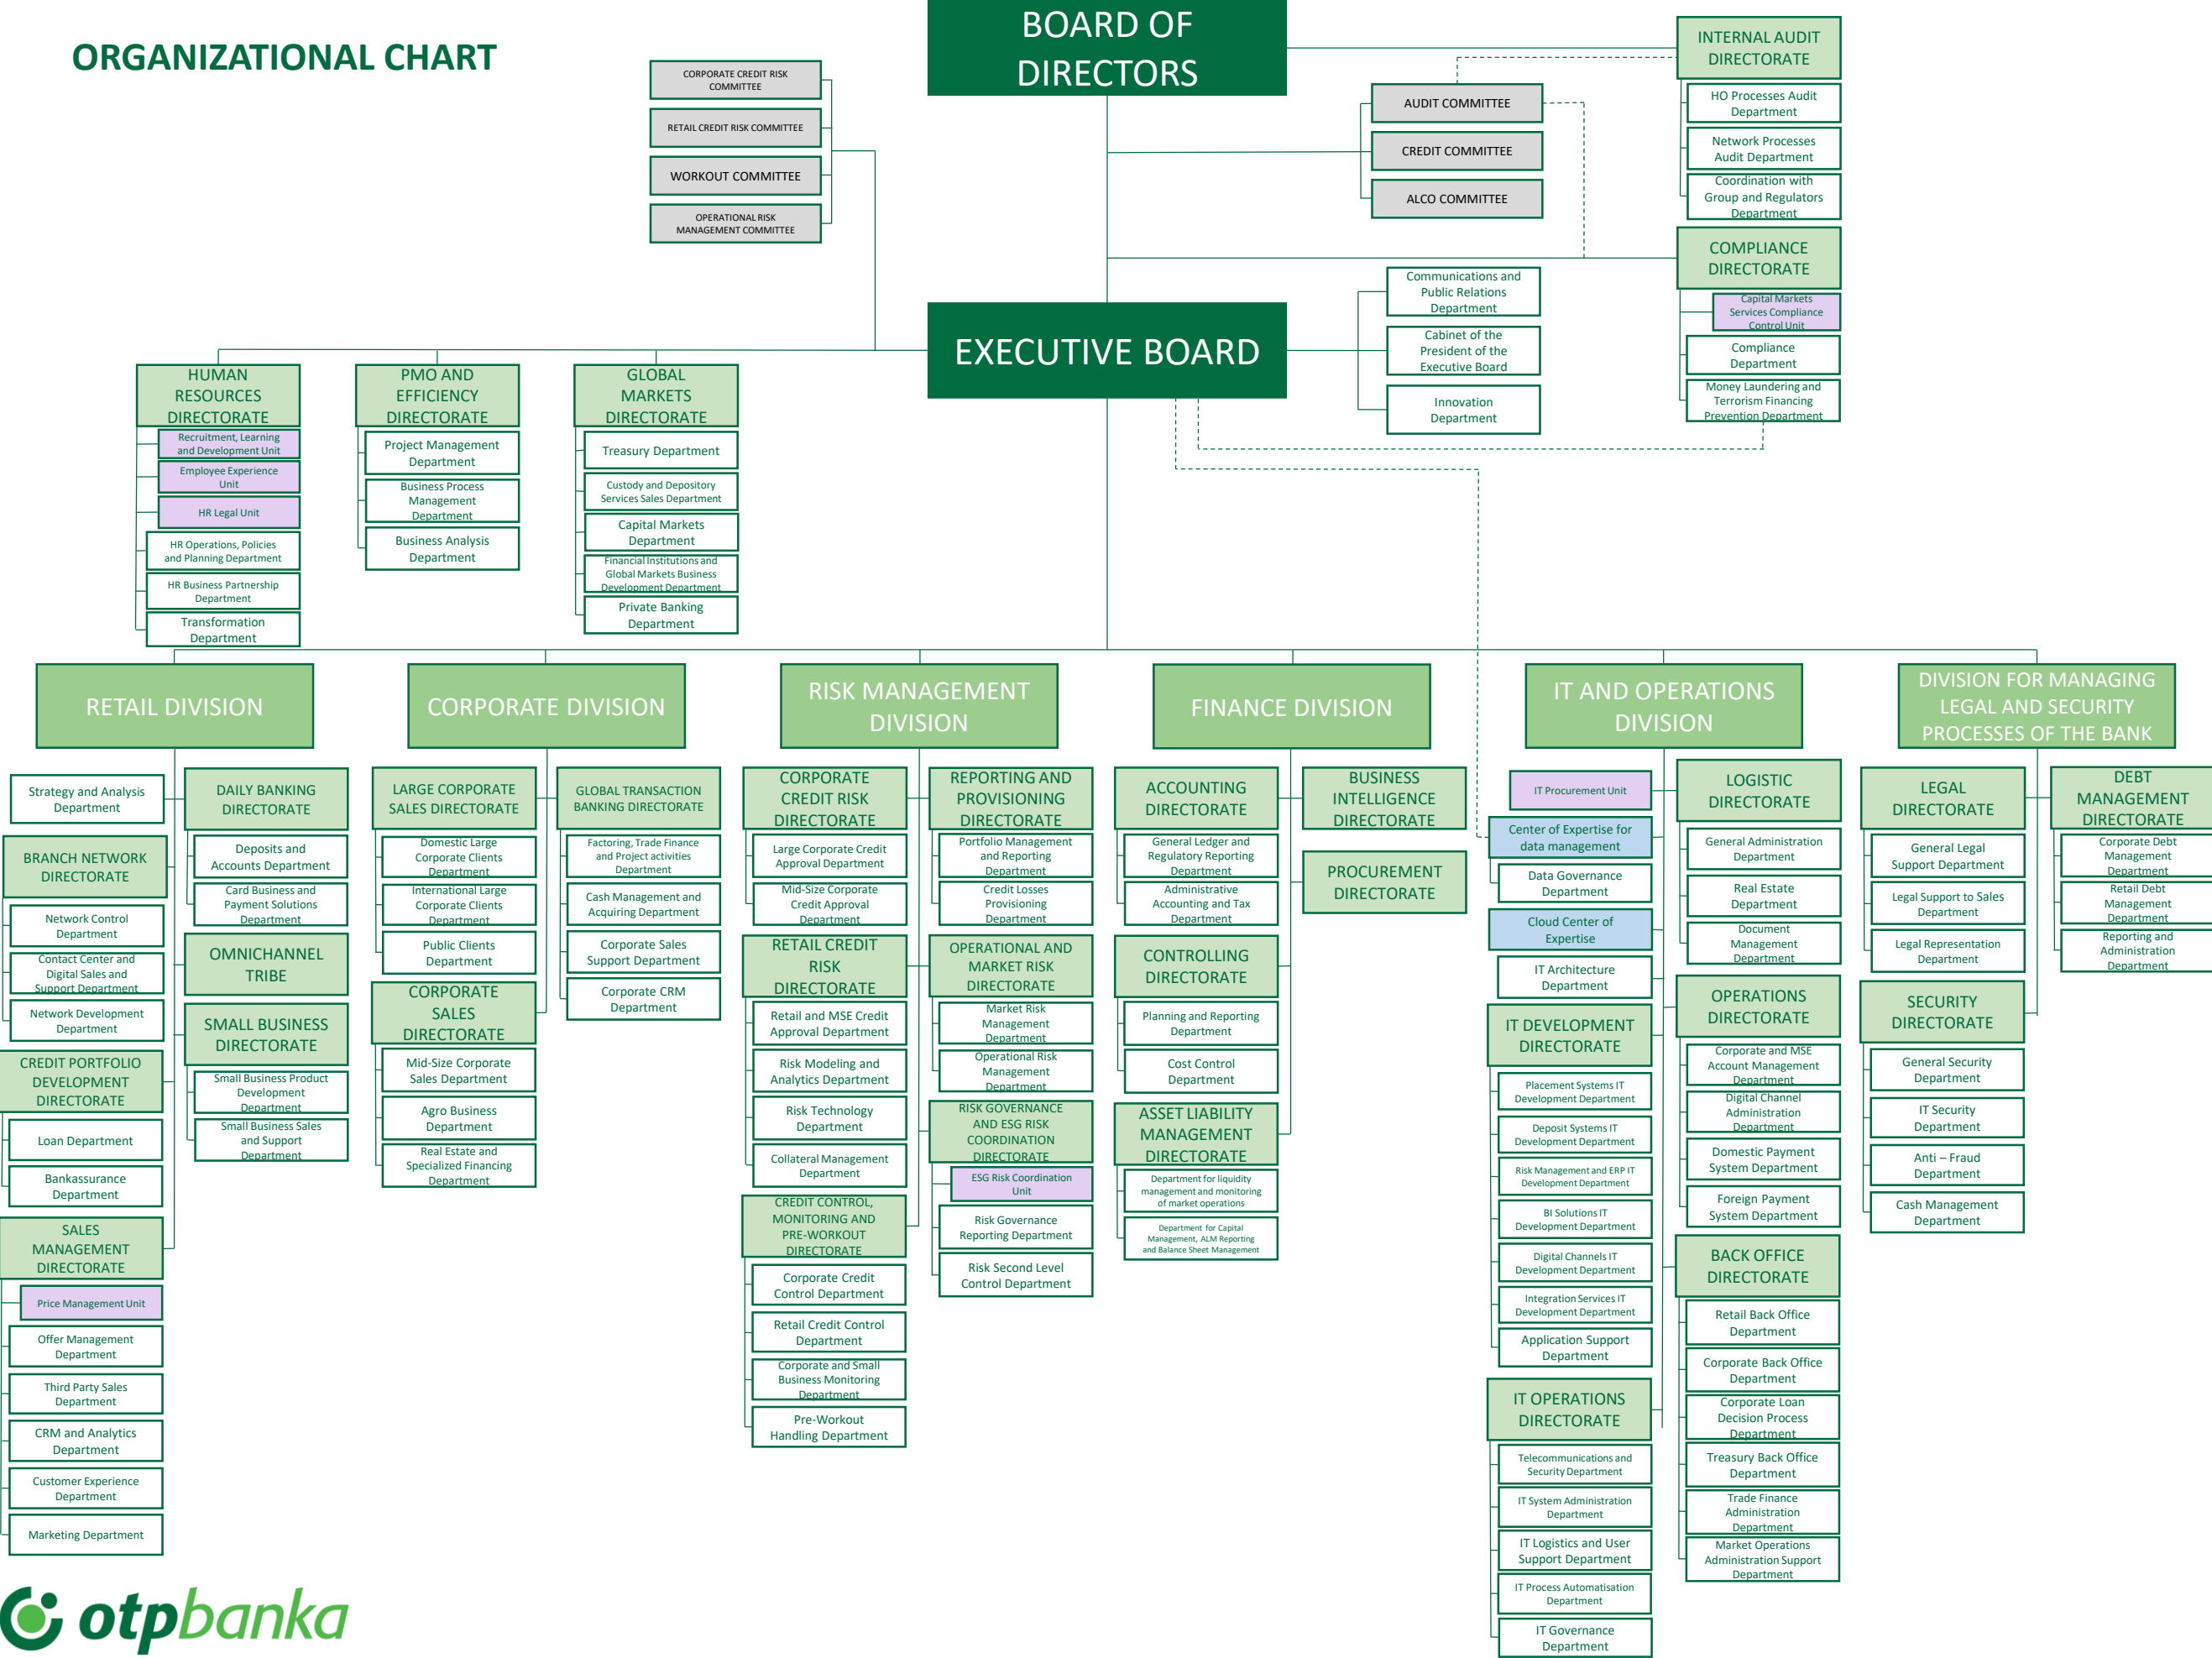 ORGANIZATIONAL CHART
BOARD OF
DIRECTORS
CORPORATE CREDIT RISK
COMMITTEE
RETAIL CREDIT RISK COMMITTEE
WORKOUT COMMITTEE
OPERATIONAL RISK
MANAGEMENT COMMITTEE
AUDIT COMMITTEE
CREDIT COMMITTEE
ALCO COMMITTEE
INTERNAL AUDIT
DIRECTORATE
HO Processes Audit
Department
Network Processes
Audit Department
Coordination with
Group and Regulators
Department
COMPLIANCE
DIRECTORATE
Capital Markets
Services Compliance
Control Unit
Compliance
Department
Money Laundering and
Terrorism Financing
Prevention Department
EXECUTIVE BOARD
Communications and
Public Relations
Department
Cabinet of the
President of the
Executive Board
Innovation
Department
HUMAN
RESOURCES
DIRECTORATE
Recruitment, Learning
and Development Unit
Employee Experience
Unit
HR Legal Unit
HR Operations, Policies
and Planning Department
HR Business Partnership
Department
Transformation
Department
PMO AND
EFFICIENCY
DIRECTORATE
Project Management
Department
Business Process
Management
Department
Business Analysis
Department
GLOBAL
MARKETS
DIRECTORATE
Treasury Department
Custody and Depository
Services Sales Department
Capital Markets
Department
Financial Institutions and
Global Markets Business
Development Department
Private Banking
Department
RETAIL DIVISION
Strategy and Analysis
Department
BRANCH NETWORK
DIRECTORATE
Network Control
Department
Contact Center and
Digital Sales and
Support Department
Network Development
Department
CREDIT PORTFOLIO
DEVELOPMENT
DIRECTORATE
Loan Department
Bankassurance
Department
SALES
MANAGEMENT
DIRECTORATE
Price Management Unit
Offer Management
Department
Third Party Sales
Department
CRM and Analytics
Department
Customer Experience
Department
Marketing Department
DAILY BANKING
DIRECTORATE
Deposits and
Accounts Department
Card Business and
Payment Solutions
Department
OMNICHANNEL
TRIBE
SMALL BUSINESS
DIRECTORATE
Small Business Product
Development
Department
Small Business Sales
and Support
Department
CORPORATE DIVISION
LARGE CORPORATE
SALES DIRECTORATE
Domestic Large
Corporate Clients
Department
International Large
Corporate Clients
Department
Public Clients
Department
CORPORATE
SALES
DIRECTORATE
Mid-Size Corporate
Sales Department
Agro Business
Department
Real Estate and
Specialized Financing
Department
GLOBAL TRANSACTION
BANKING DIRECTORATE
Factoring, Trade Finance
and Project activities
Department
Cash Management and
Acquiring Department
Corporate Sales
Support Department
Corporate CRM
Department
RISK MANAGEMENT
DIVISION
CORPORATE
CREDIT RISK
DIRECTORATE
Large Corporate Credit
Approval Department
Mid-Size Corporate
Credit Approval
Department
RETAIL CREDIT
RISK
DIRECTORATE
Retail and MSE Credit
Approval Department
Risk Modeling and
Analytics Department
Risk Technology
Department
Collateral Management
Department
CREDIT CONTROL,
MONITORING AND
PRE-WORKOUT
DIRECTORATE
Corporate Credit
Control Department
Retail Credit Control
Department
Corporate and Small
Business Monitoring
Department
Pre-Workout
Handling Department
REPORTING AND
PROVISIONING
DIRECTORATE
Portfolio Management
and Reporting
Department
Credit Losses
Provisioning
Department
OPERATIONAL AND
MARKET RISK
DIRECTORATE
Market Risk
Management
Department
Operational Risk
Management
Department
RISK GOVERNANCE
AND ESG RISK
COORDINATION
DIRECTORATE
ESG Risk Coordination
Unit
Risk Governance
Reporting Department
Risk Second Level
Control Department
FINANCE DIVISION
ACCOUNTING
DIRECTORATE
General Ledger and
Regulatory Reporting
Department
Administrative
Accounting and Tax
Department
CONTROLLING
DIRECTORATE
Planning and Reporting
Department
Cost Control
Department
ASSET LIABILITY
MANAGEMENT
DIRECTORATE
Department for liquidity
management and monitoring
of market operations
Department for Capital
Management, ALM Reporting
and Balance Sheet Management
BUSINESS
INTELLIGENCE
DIRECTORATE
PROCUREMENT
DIRECTORATE
IT AND OPERATIONS
DIVISION
IT Procurement Unit
Center of Expertise for
data management
Data Governance
Department
Cloud Center of
Expertise
IT Architecture
Department
IT DEVELOPMENT
DIRECTORATE
Placement Systems IT
Development Department
Deposit Systems IT
Development Department
Risk Management and ERP IT
Development Department
BI Solutions IT
Development Department
Digital Channels IT
Development Department
Integration Services IT
Development Department
Application Support
Department
IT OPERATIONS
DIRECTORATE
Telecommunications and
Security Department
IT System Administration
Department
IT Logistics and User
Support Department
IT Process Automatisation
Department
IT Governance
Department
LOGISTIC
DIRECTORATE
General Administration
Department
Real Estate
Department
Document
Management
Department
OPERATIONS
DIRECTORATE
Corporate and MSE
Account Management
Department
Digital Channel
Administration
Department
Domestic Payment
System Department
Foreign Payment
System Department
BACK OFFICE
DIRECTORATE
Retail Back Office
Department
Corporate Back Office
Department
Corporate Loan
Decision Process
Department
Treasury Back Office
Department
Trade Finance
Administration
Department
Market Operations
Administration Support
Department
DIVISION FOR MANAGING
LEGAL AND SECURITY
PROCESSES OF THE BANK
LEGAL
DIRECTORATE
General Legal
Support Department
Legal Support to Sales
Department
Legal Representation
Department
SECURITY
DIRECTORATE
General Security
Department
IT Security
Department
Anti – Fraud
Department
Cash Management
Department
DEBT
MANAGEMENT
DIRECTORATE
Corporate Debt
Management
Department
Retail Debt
Management
Department
Reporting and
Administration
Department
otpbanka